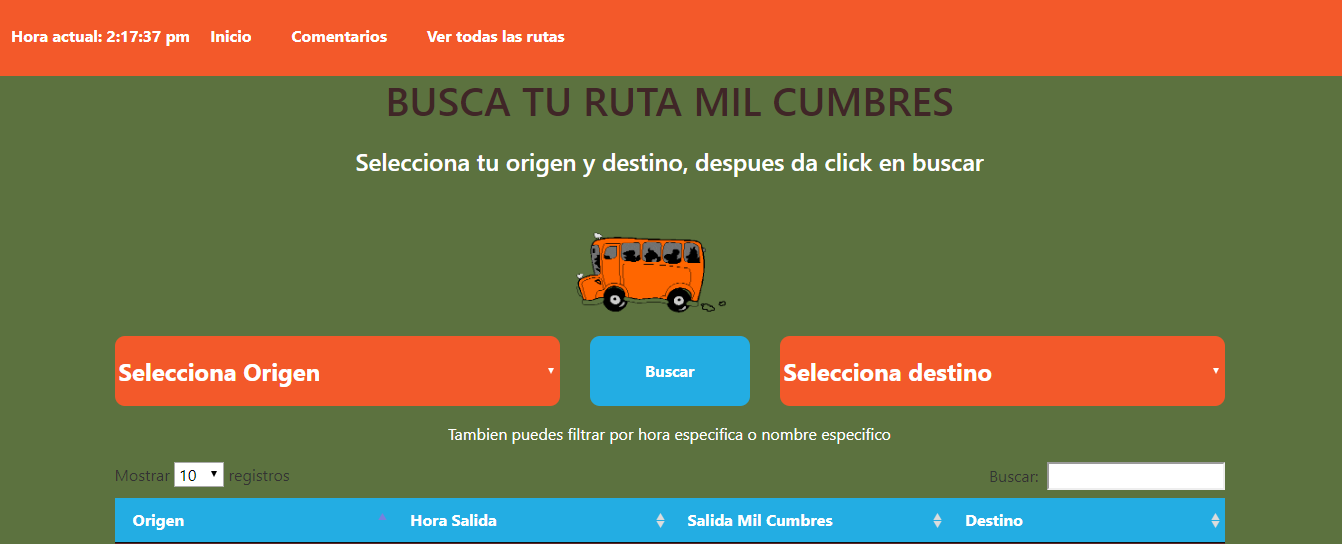 Hora actual: 2:17:37 pm Inicio Comentarios Ver todas las rutas
BUSCA TU RUTA MIL CUMBRES
Selecciona tu origen y destino, despues da click en buscar
Selecciona Origen Buscar Selecciona destino
Tambien puedes filtrar por hora especifica o nombre especifico
Mostrar 10 registros Buscar:
Origen Hora Salida Salida Mil Cumbres Destino